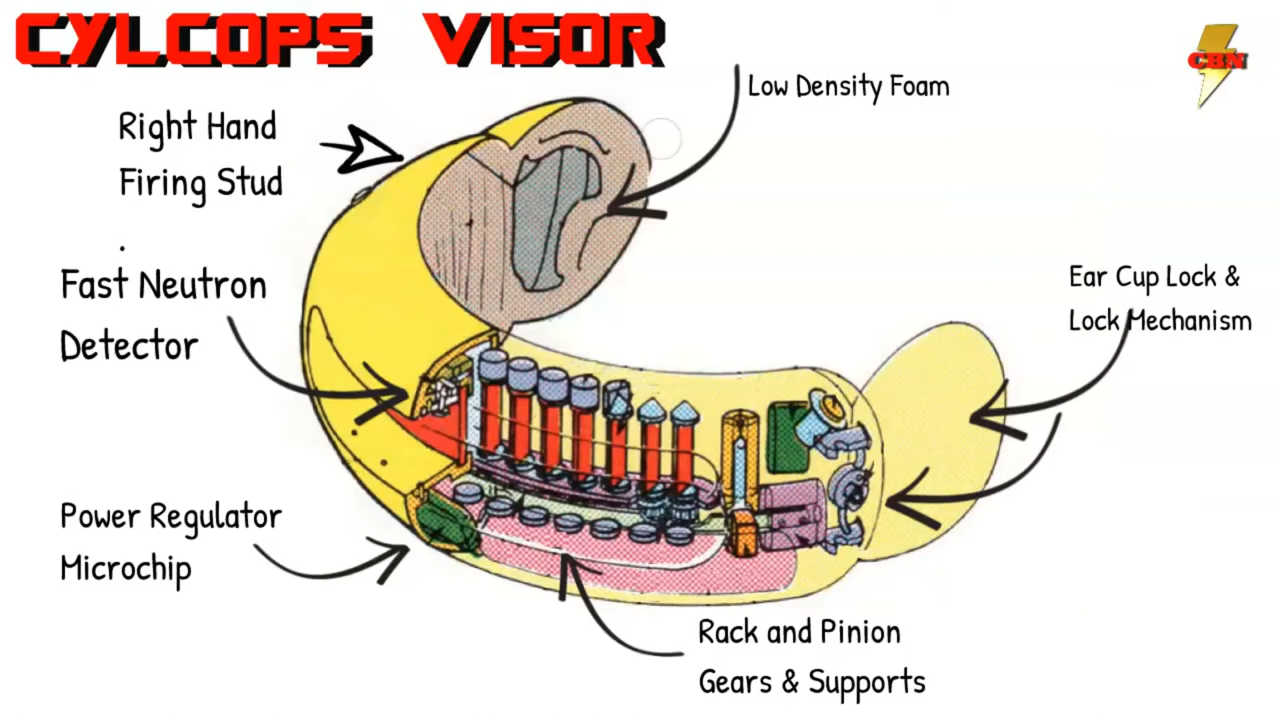 CYLCOPS VISOR
CBN
Low Density Foam
Right Hand
Firing Stud
.
Fast Neutron
Detector
Ear Cup Lock &
Lock Mechanism
Power Regulator
Microchip
Rack and Pinion
Gears & Supports